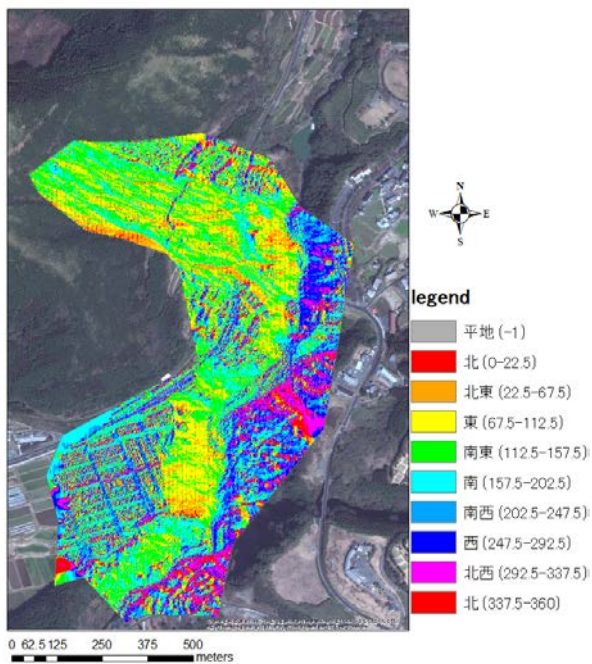 N
W E
S
legend
平地 (-1)
北 (0-22.5)
北東 (22.5-67.5)
東 (67.5-112.5)
南東 (112.5-157.5)
南 (157.5-202.5)
南西 (202.5-247.5)
西 (247.5-292.5)
北西 (292.5-337.5)
北 (337.5-360)
0 62.5 125 250 375 500
meters